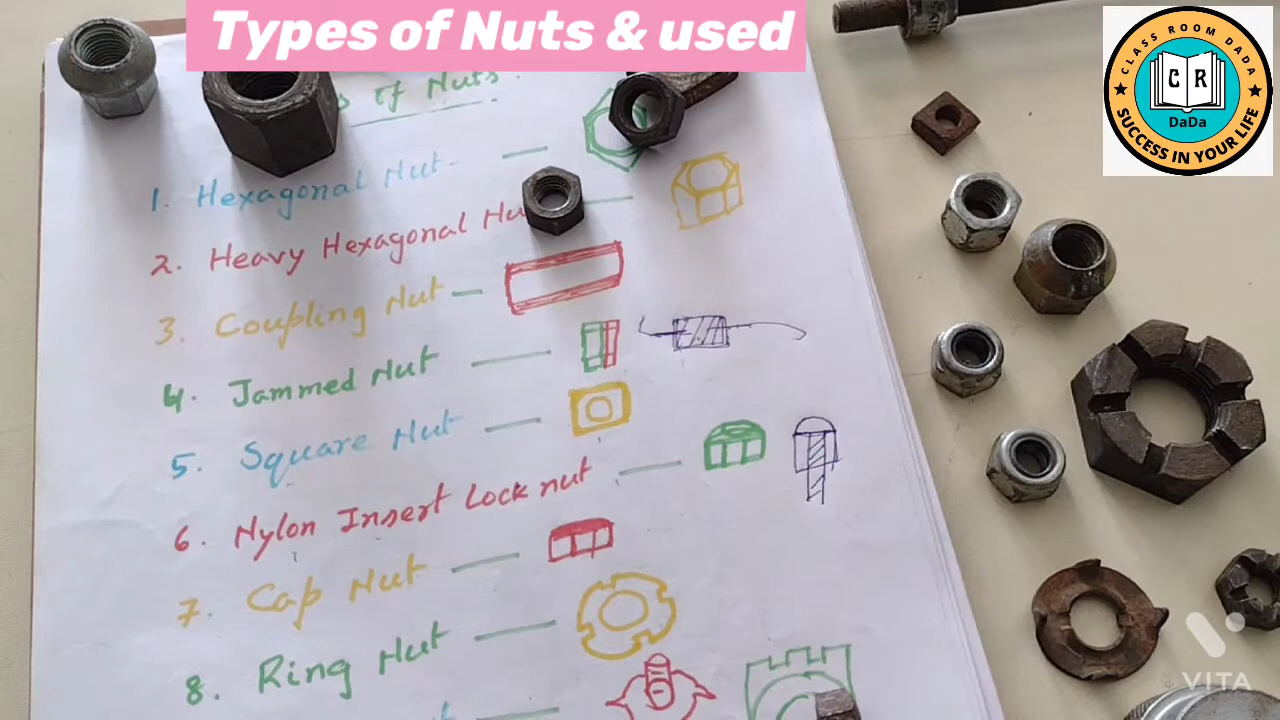 Types of Nuts & used
CLASS ROOM DADA
C R
DaDa
SUCCESS IN YOUR LIFE
of Nuts
1. Hexagonal Nut
2. Heavy Hexagonal
3. Coupling Nut
4. Jammed Nut
5. Square Nut
6. Nylon Insert Lock nut
7. Cap Nut
8. Ring Nut
VITA